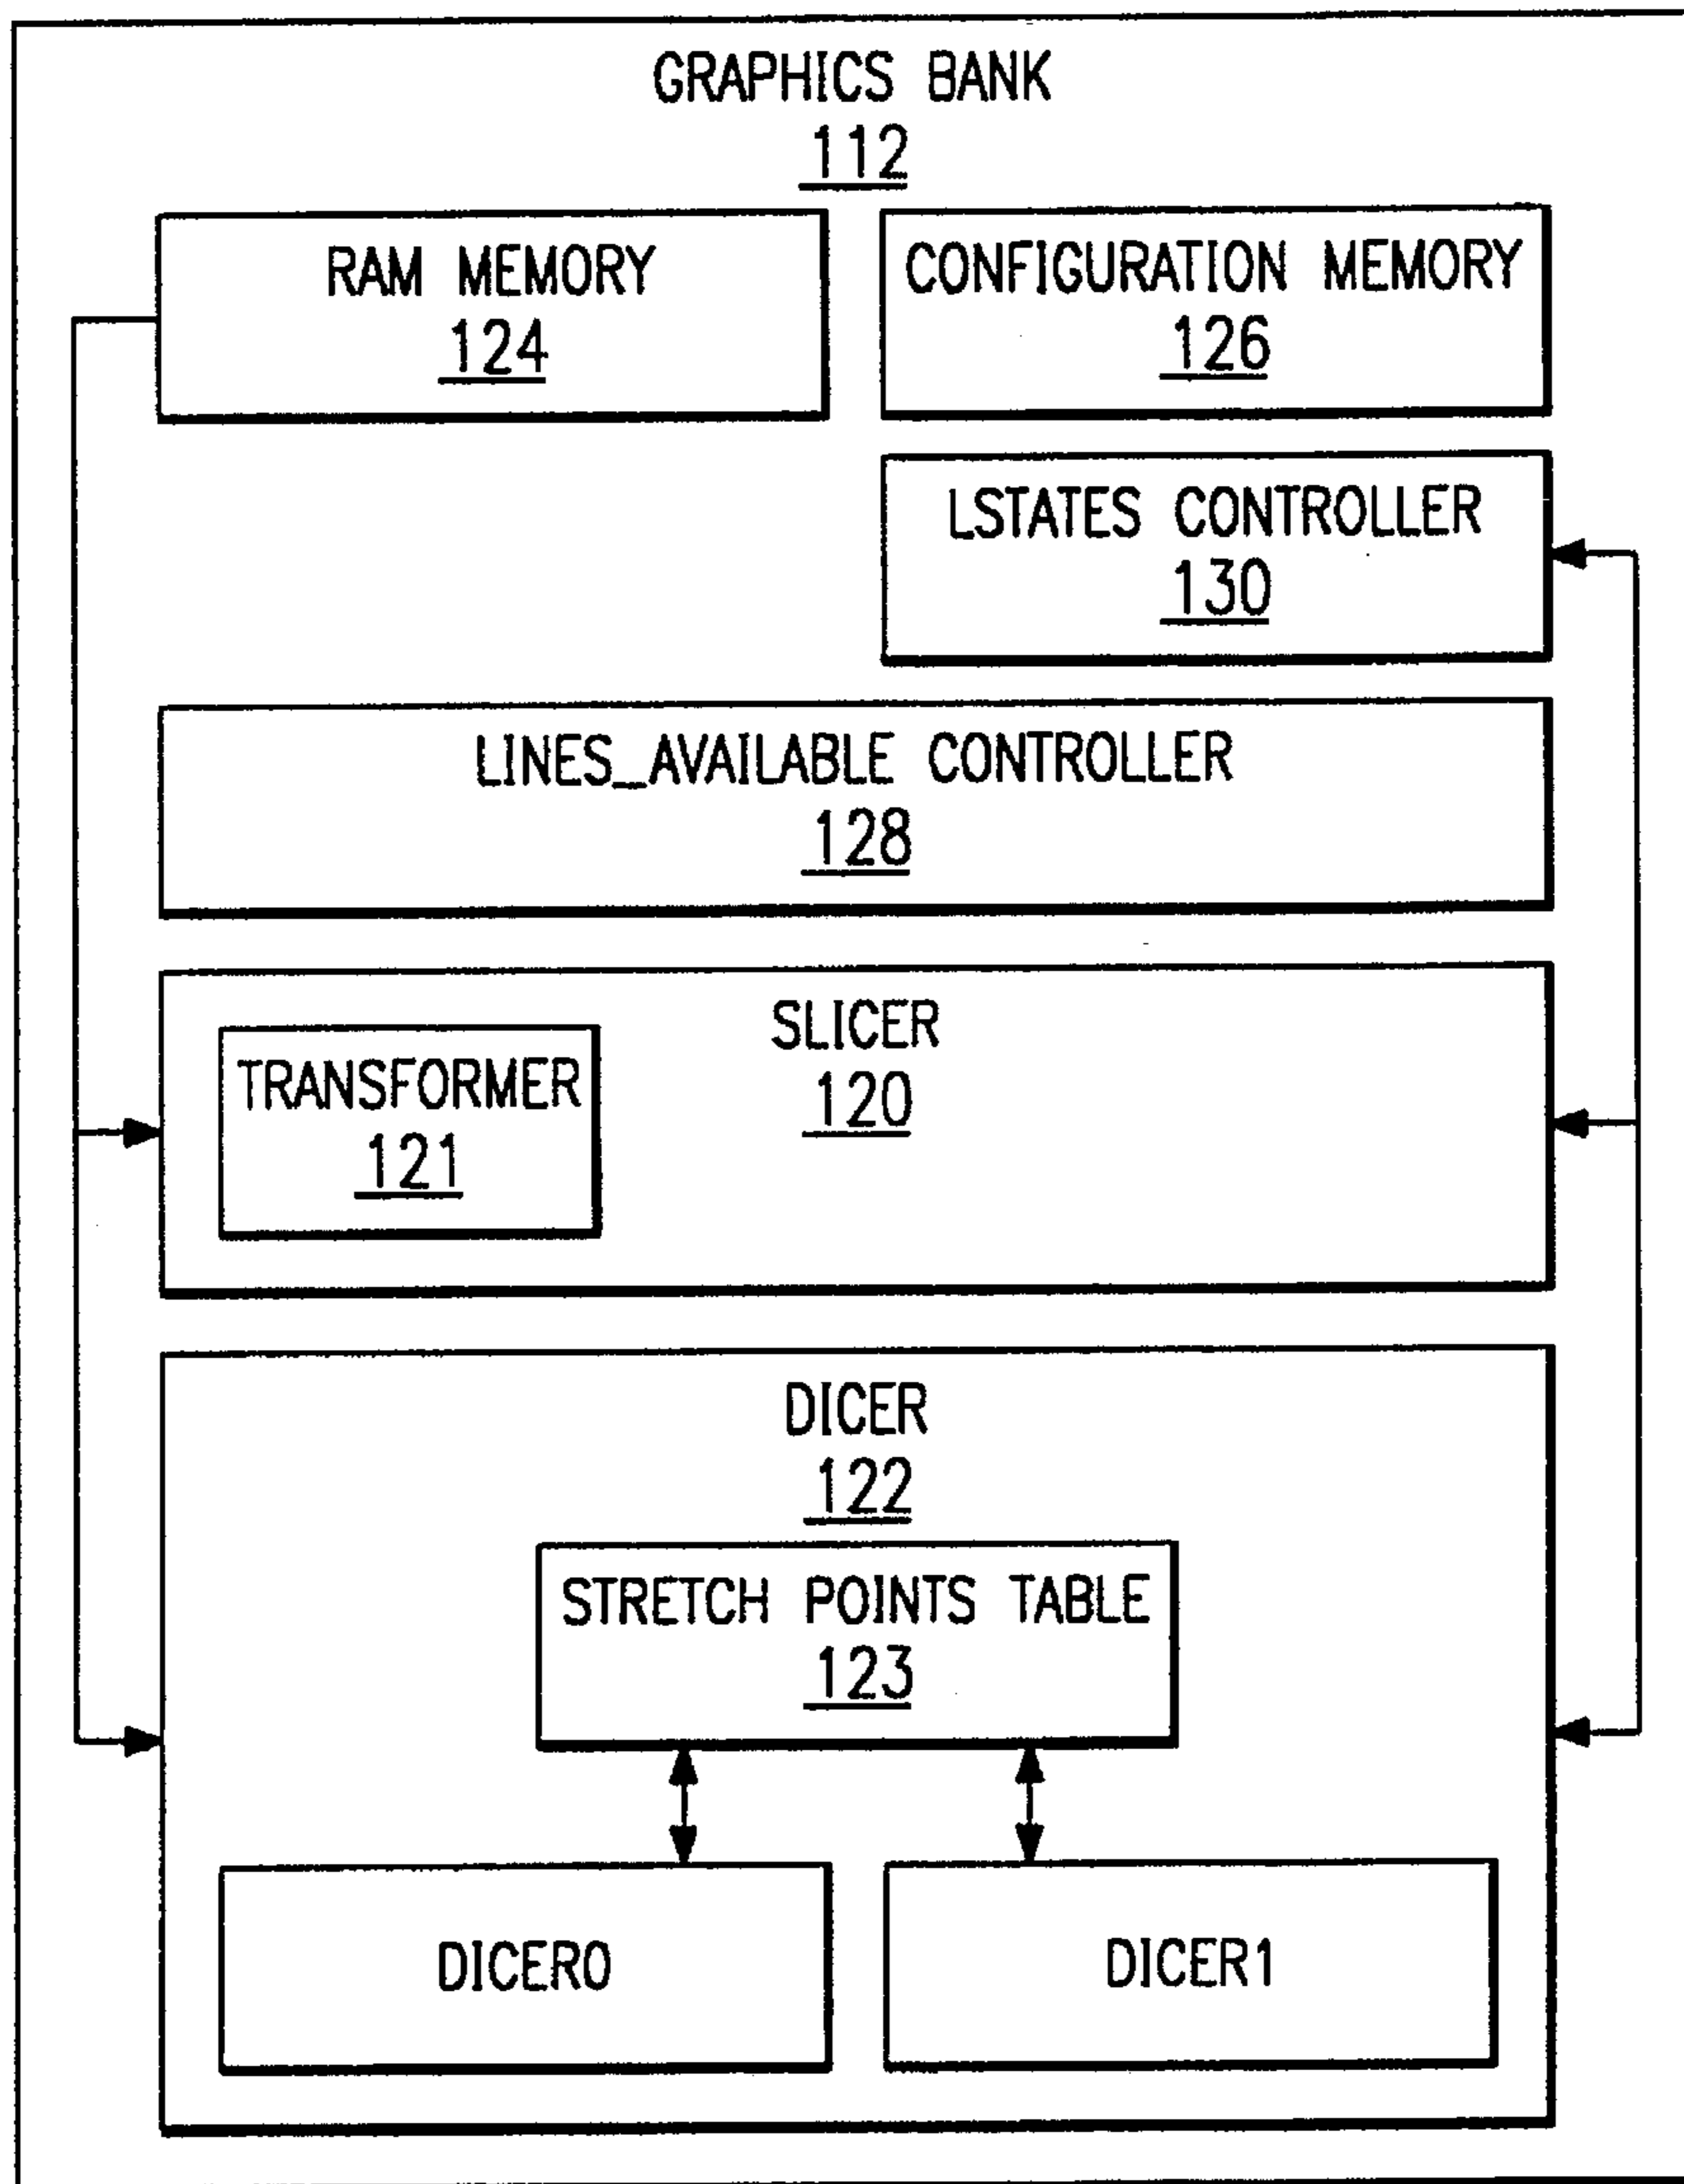 GRAPHICS BANK
112
RAM MEMORY
124
CONFIGURATION MEMORY
126
LSTATES CONTROLLER
130
LINES_AVAILABLE CONTROLLER
128
SLICER
120
TRANSFORMER
121
DICER
122
STRETCH POINTS TABLE
123
DICER0
DICER1